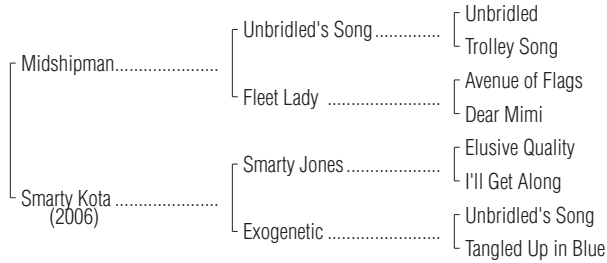 Unbridled
Unbridled's Song..............
Trolley Song
Midshipman......................
Avenue of Flags
Fleet Lady ........................
Dear Mimi
Elusive Quality
Smarty Jones....................
I'll Get Along
Smarty Kota ......................
(2006)
Unbridled's Song
Exogenetic ........................
Tangled Up in Blue